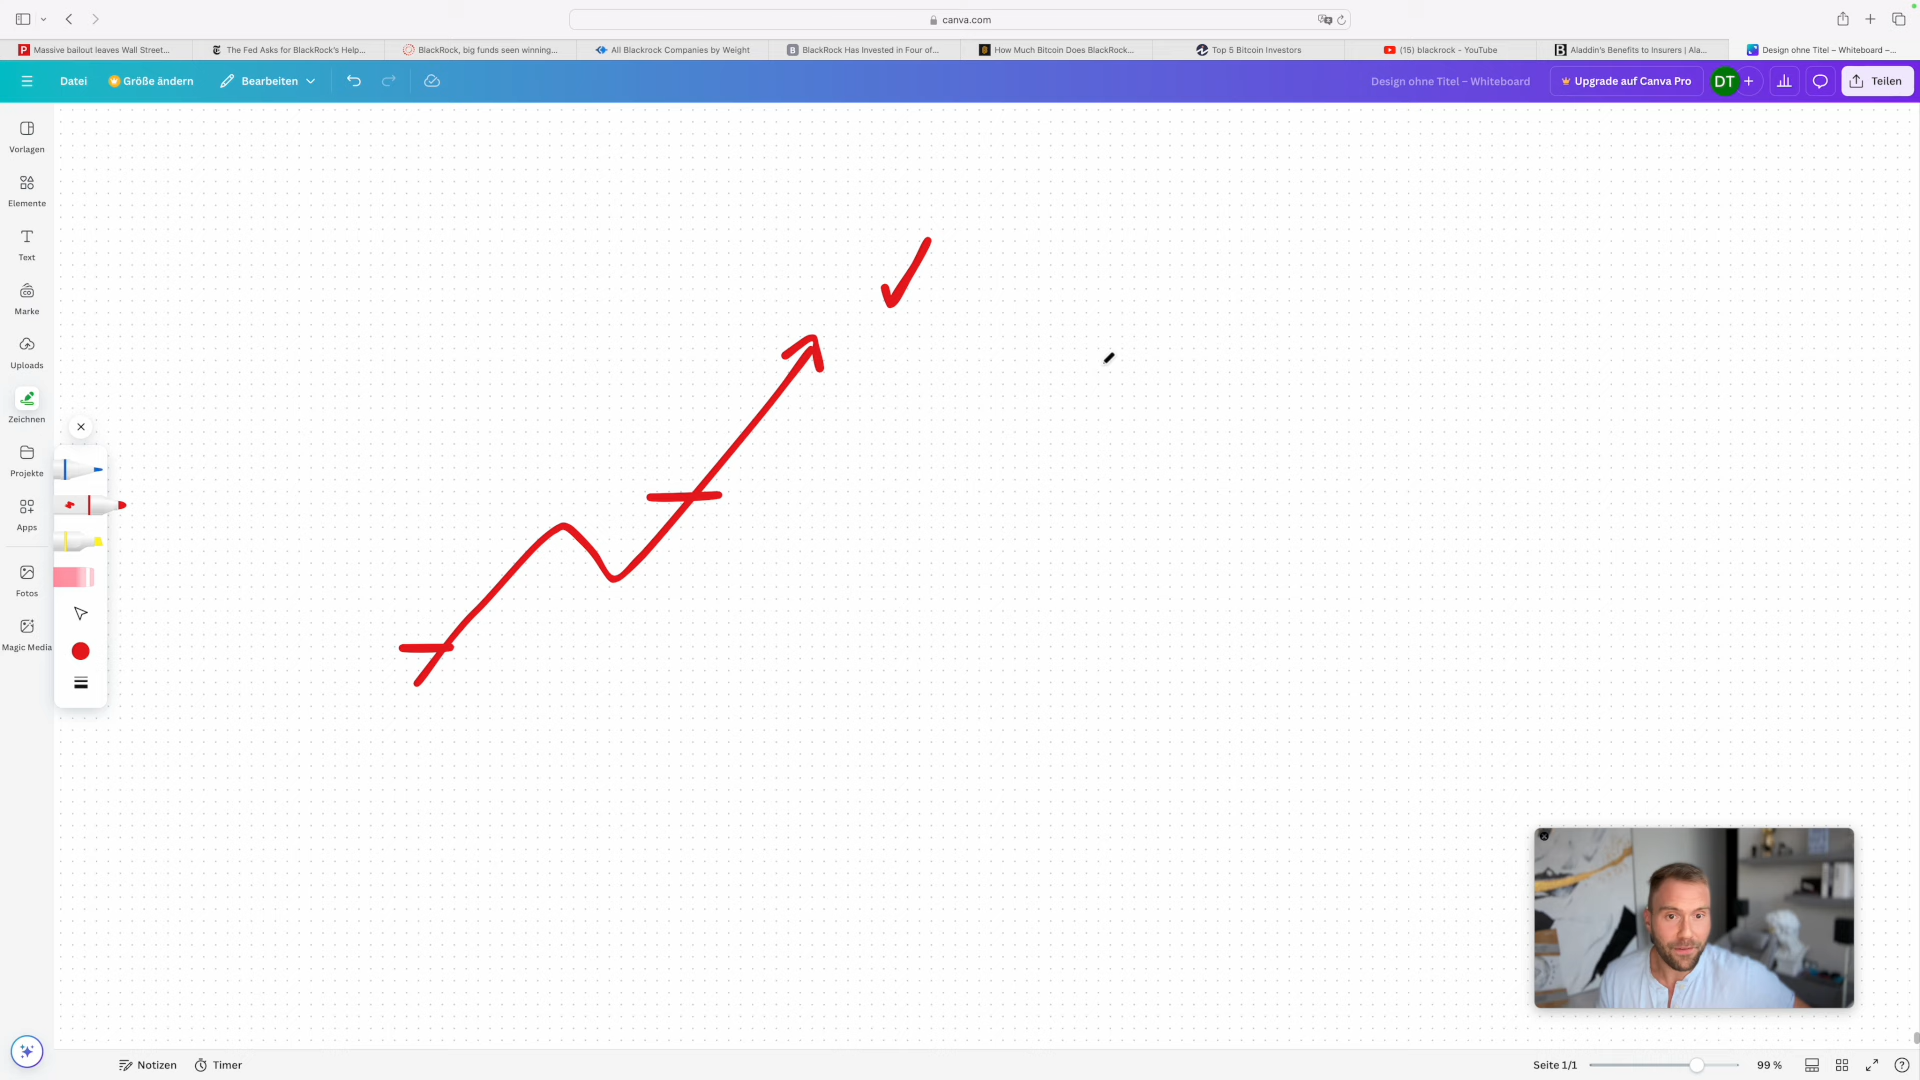 canva.com
Massive bailout leaves Wall Street...
The Fed Asks for BlackRock's Help...
BlackRock, big funds seen winning...
All Blackrock Companies by Weight
BlackRock Has Invested in Four of...
How Much Bitcoin Does BlackRock...
Top 5 Bitcoin Investors
(15) blackrock - YouTube
Aladdin's Benefits to Insurers | Ala...
Design ohne Titel – Whiteboard –...
Datei
Größe ändern
Bearbeiten
Design ohne Titel – Whiteboard
Upgrade auf Canva Pro
DT
Teilen
Vorlagen
Elemente
Text
Marke
Uploads
Zeichnen
Projekte
Apps
Fotos
Magic Media
Notizen
Timer
Seite 1/1
99 %